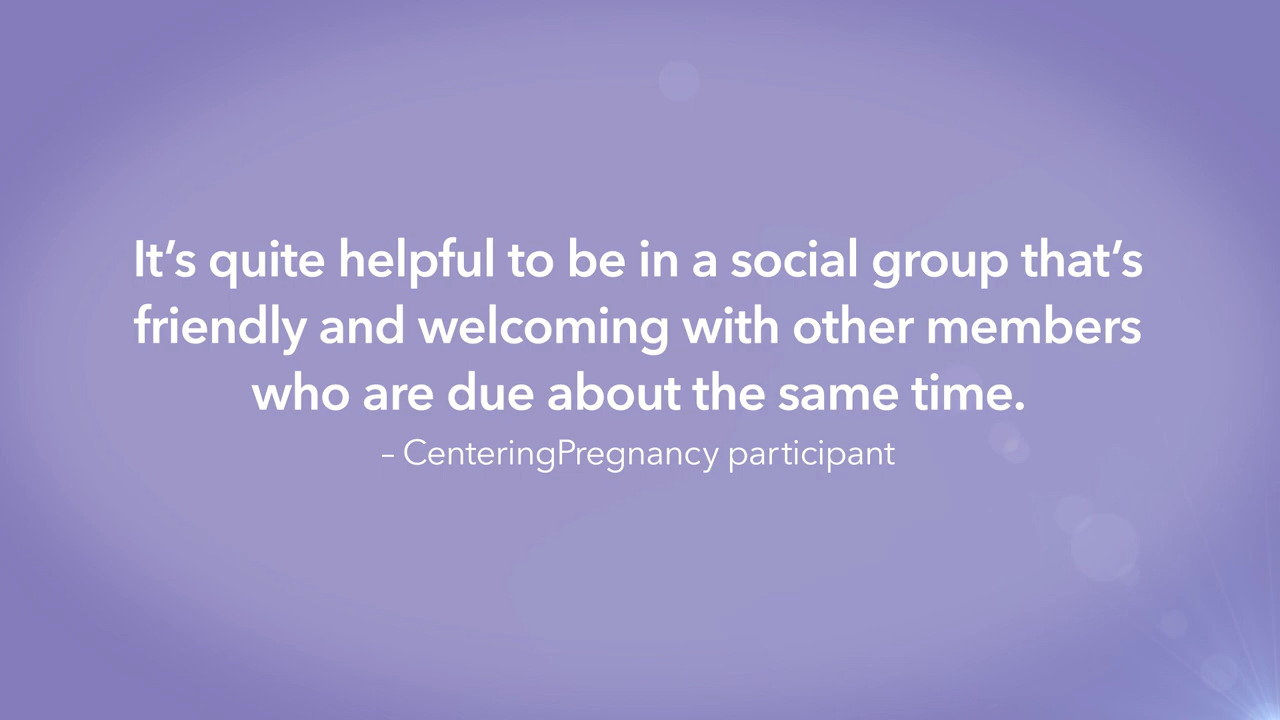 It’s quite helpful to be in a social group that’s
friendly and welcoming with other members
who are due about the same time.
– CenteringPregnancy participant